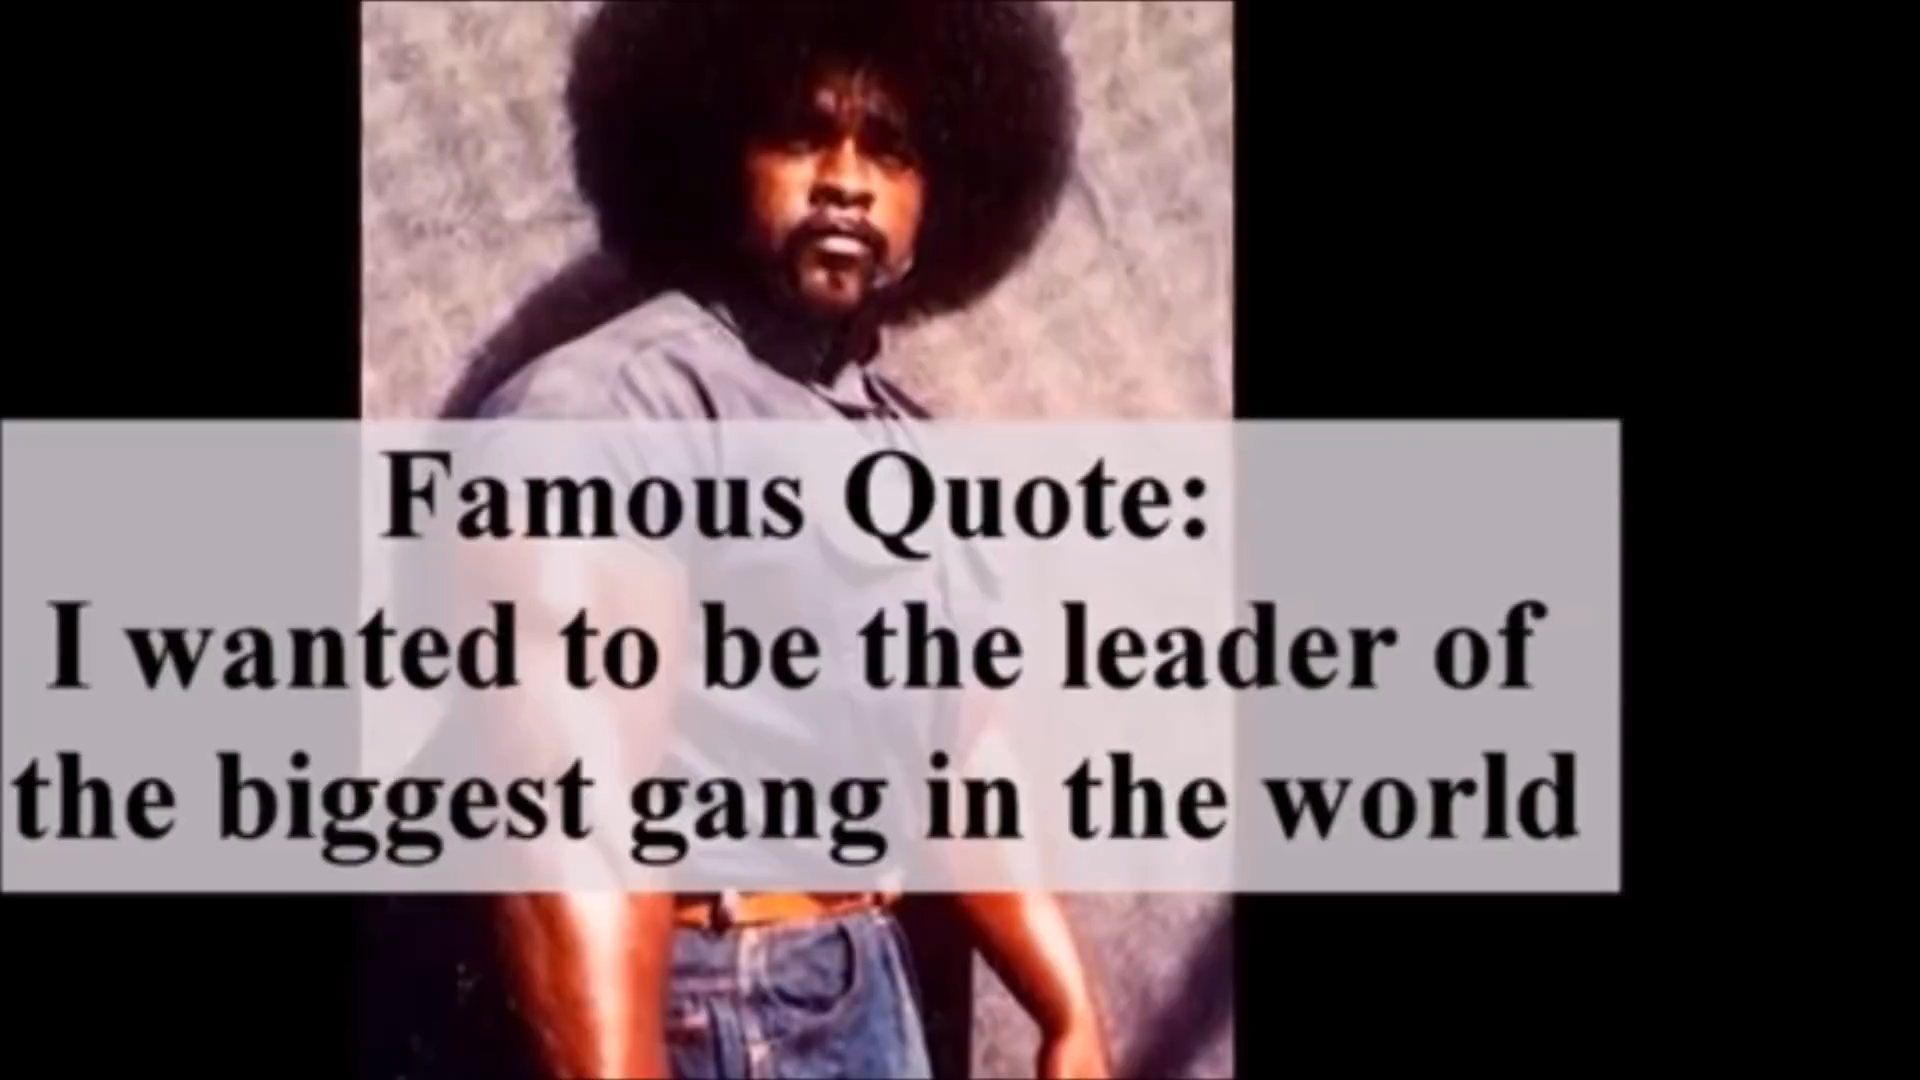 Famous Quote:
I wanted to be the leader of
the biggest gang in the world